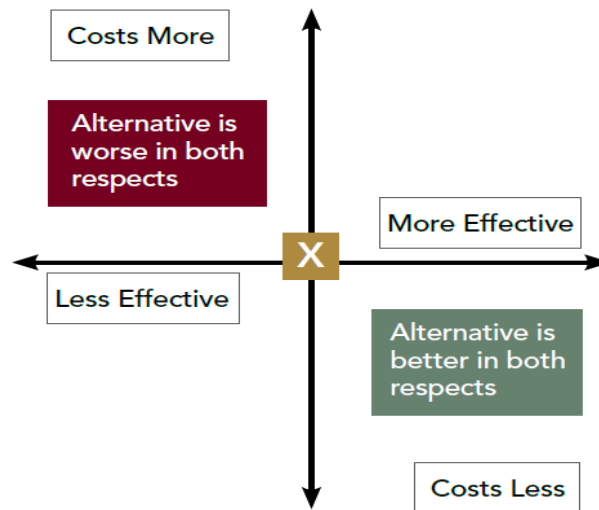 Costs More
Alternative is
worse in both
respects
More Effective
X
Less Effective
Alternative is
better in both
respects
Costs Less